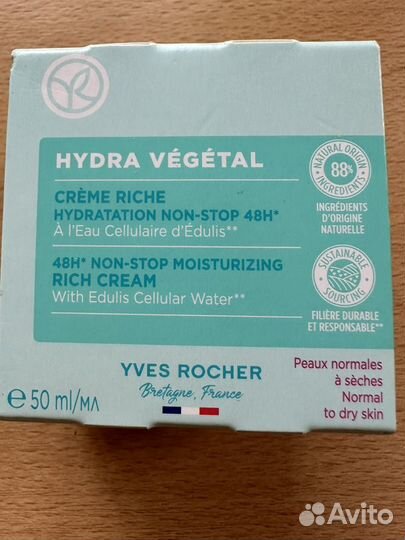 HYDRA VÉGÉTAL
CRÈME RICHE
HYDRATATION NON-STOP 48H*
À l'Eau Cellulaire d'Édulis**
48H* NON-STOP MOISTURIZING
RICH CREAM
With Edulis Cellular Water**
NATURAL ORIGIN
88%
INGREDIENTS
INGRÉDIENTS
D'ORIGINE
NATURELLE
SUSTAINABLE
SOURCING
FILIÈRE DURABLE
ET RESPONSABLE**
YVES ROCHER
Bretagne, France
℮ 50 ml/мл
Peaux normales
à sèches
Normal
to dry skin
Avito